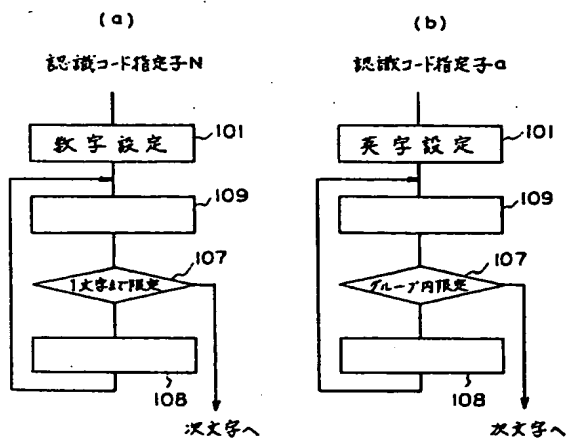 (a)
認識コード指定子N
数字設定
101
109
1文字まで限定
107
108
次文字へ
(b)
認識コード指定子a
英字設定
101
109
グループ内限定
107
108
次文字へ